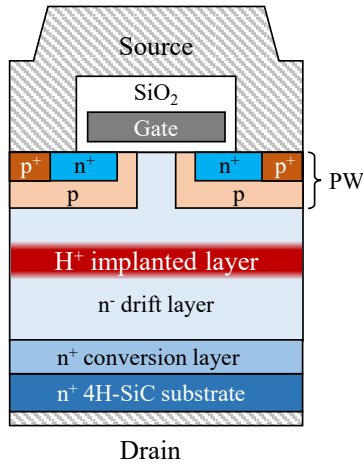 Source
SiO₂
Gate
p⁺ n⁺ n⁺ p⁺
PW
p p
H⁺ implanted layer
n⁻ drift layer
n⁺ conversion layer
n⁺ 4H-SiC substrate
Drain